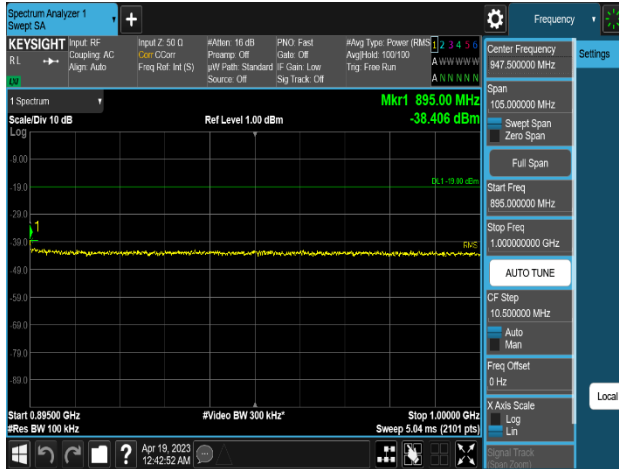 Spectrum Analyzer 1
Swept SA
+
Frequency
KEYSIGHT
Input: RF
Coupling: AC
Align: Auto
Input Z: 50 Ω
Corr CCorr
Freq Ref: Int (S)
#Atten: 16 dB
Preamp: Off
µW Path: Standard
Source: Off
PNO: Fast
Gate: Off
IF Gain: Low
Sig Track: Off
#Avg Type: Power (RMS
Avg|Hold: 100/100
Trig: Free Run
1 2 3 4 5 6
A W W W W W
A N N N N N
R L
1 Spectrum
Mkr1 895.00 MHz
Scale/Div 10 dB
Ref Level 1.00 dBm
-38.406 dBm
Log
-9.00
DL1 -19.00 dBm
-19.0
-29.0
1
-39.0
RMS
-49.0
-59.0
-69.0
-79.0
-89.0
Start 0.89500 GHz
#Video BW 300 kHz*
Stop 1.00000 GHz
#Res BW 100 kHz
Sweep 5.04 ms (2101 pts)
?
Apr 19, 2023
12:42:52 AM
Center Frequency
947.500000 MHz
Settings
Span
105.000000 MHz
Swept Span
Zero Span
Full Span
Start Freq
895.000000 MHz
Stop Freq
1.000000000 GHz
AUTO TUNE
CF Step
10.500000 MHz
Auto
Man
Freq Offset
0 Hz
Local
X Axis Scale
Log
Lin
Signal Track
(Span Zoom)